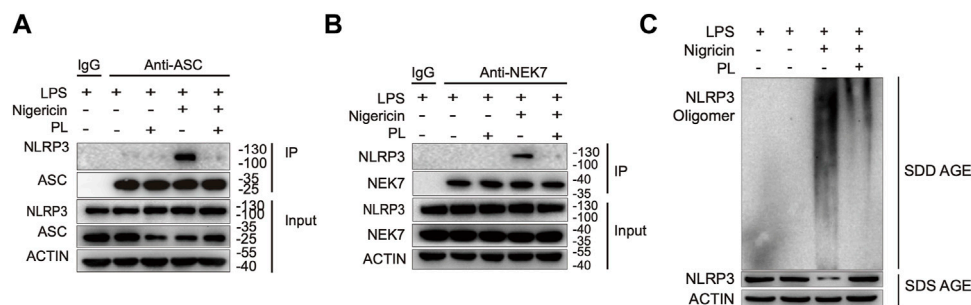 A
IgG Anti-ASC
LPS + + + + +
Nigericin - - - + +
PL - - + - +
NLRP3 -130 -100 IP
ASC -35 -25
NLRP3 -130 -100 Input
ASC -35 -25
ACTIN -55 -40
B
IgG Anti-NEK7
LPS + + + + +
Nigericin - - - + +
PL - - + - +
NLRP3 -130 -100 IP
NEK7 -40 -35
NLRP3 -130 -100 Input
NEK7 -40 -35
ACTIN -55 -40
C
LPS + + + +
Nigricin - - + +
PL - - - +
NLRP3
Oligomer
SDD AGE
NLRP3 SDS AGE
ACTIN